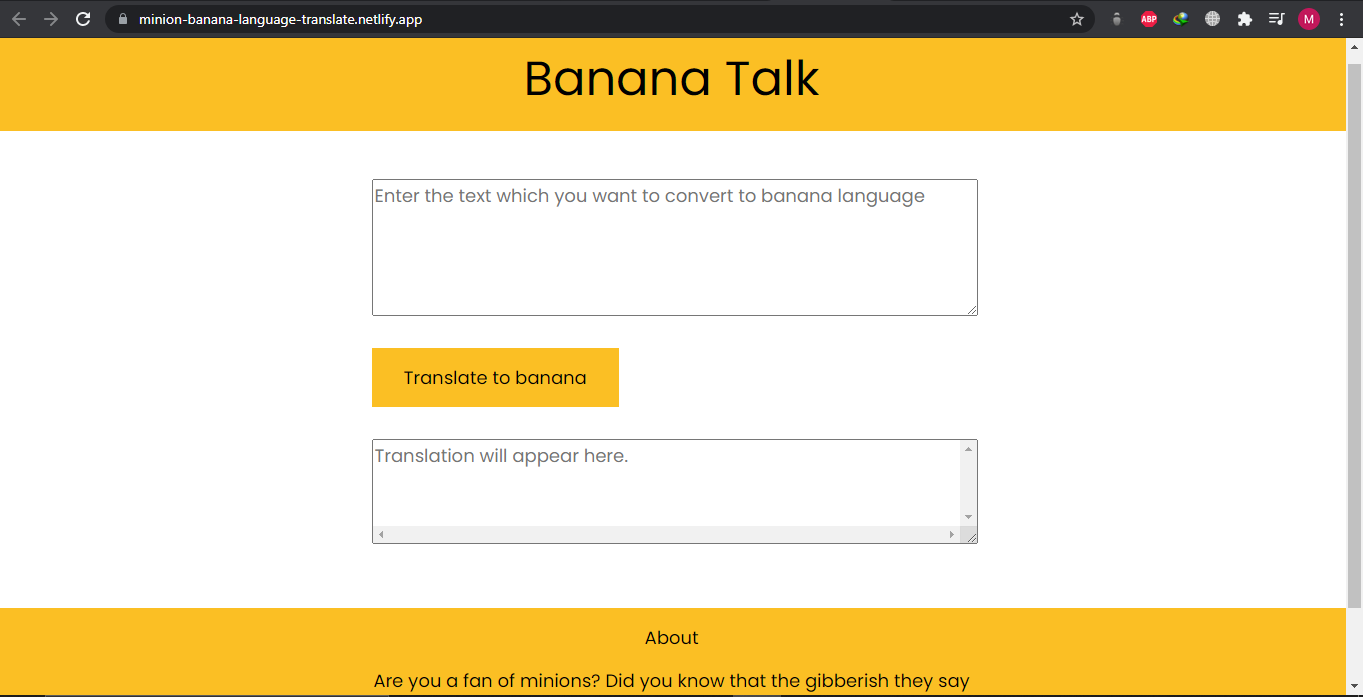 minion-banana-language-translate.netlify.app
ABP
M
Banana Talk
Enter the text which you want to convert to banana language
Translate to banana
Translation will appear here.
About
Are you a fan of minions? Did you know that the gibberish they say